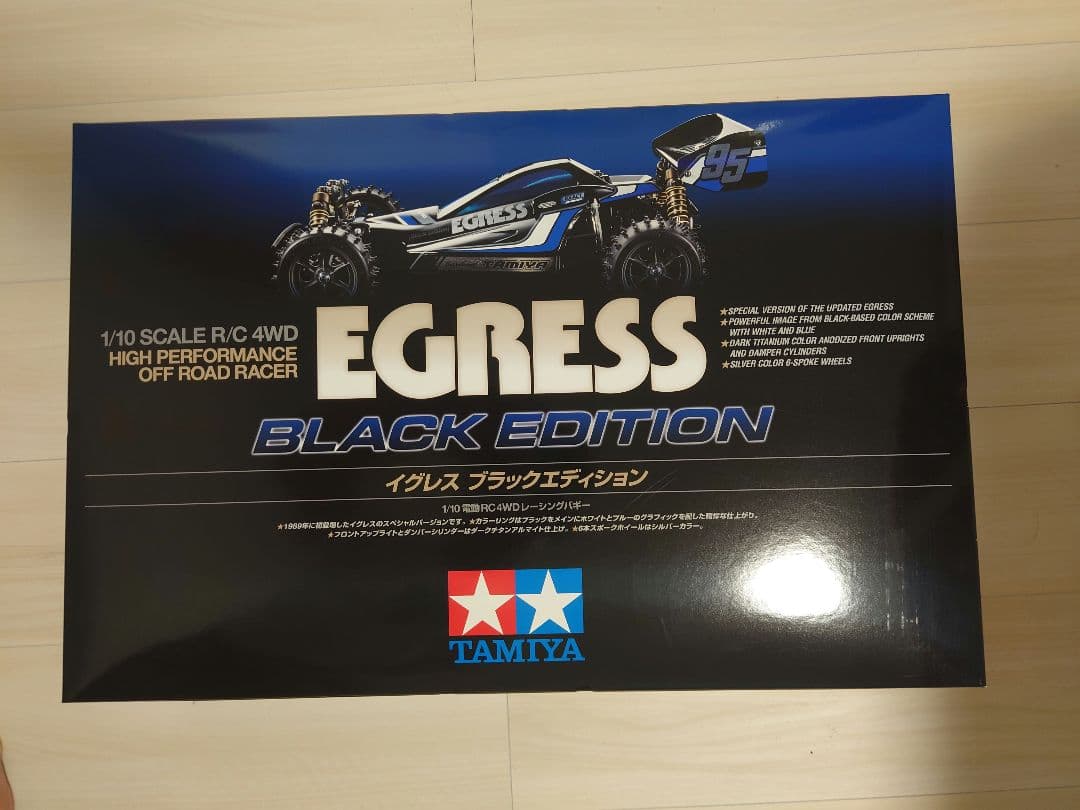 95
EGRESS
EGRESS
TAMIYA
1/10 SCALE R/C 4WD
HIGH PERFORMANCE
OFF ROAD RACER
EGRESS
★SPECIAL VERSION OF THE UPDATED EGRESS
★POWERFUL IMAGE FROM BLACK-BASED COLOR SCHEME
WITH WHITE AND BLUE
★DARK TITANIUM COLOR ANODIZED FRONT UPRIGHTS
AND DAMPER CYLINDERS
★SILVER COLOR 6-SPOKE WHEELS
BLACK EDITION
イグレス ブラックエディション
1/10 電動RC4WDレーシングバギー
★1989年に初登場したイグレスのスペシャルバージョンです。★カラーリングはブラックをメインにホワイトとブルーのグラフィックを配した精悍な仕上がり。
★フロントアップライトとダンパーシリンダーはダークチタンアルマイト仕上げ。★6本スポークホイールはシルバーカラー。
TAMIYA